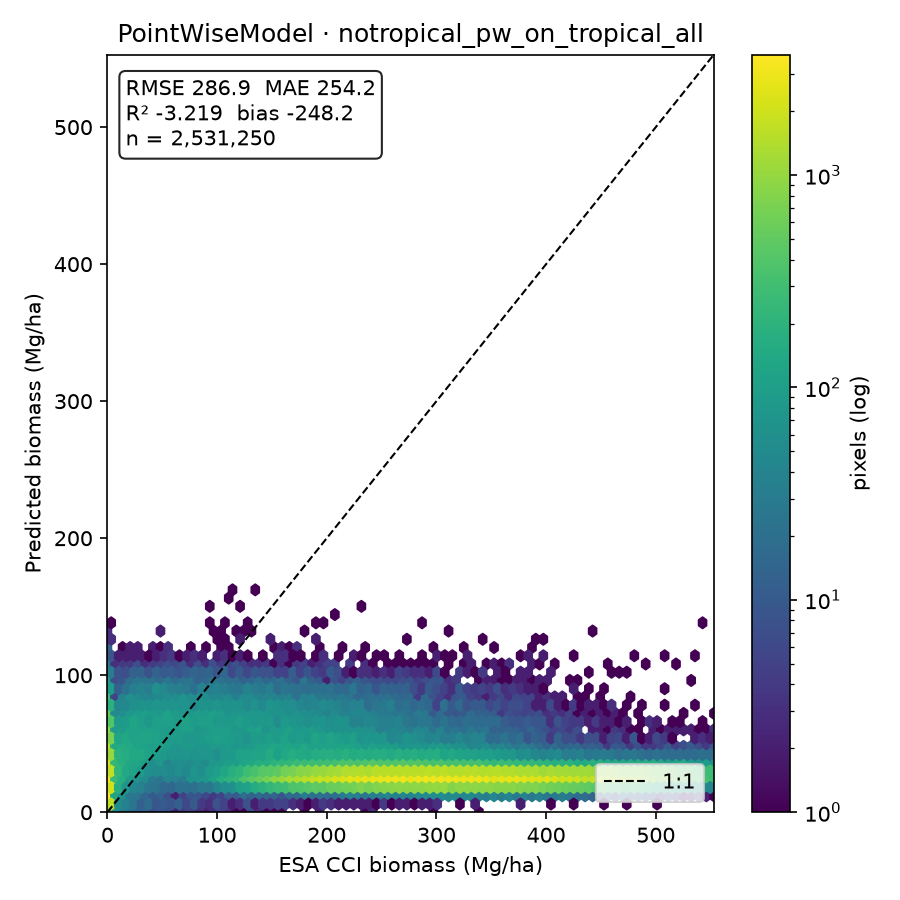 PointWiseModel · notropical_pw_on_tropical_all
RMSE 286.9  MAE 254.2
R² -3.219  bias -248.2
n = 2,531,250
Predicted biomass (Mg/ha)
500
400
300
200
100
0
0 100 200 300 400 500
ESA CCI biomass (Mg/ha)
1:1
10³
10²
10¹
10⁰
pixels (log)